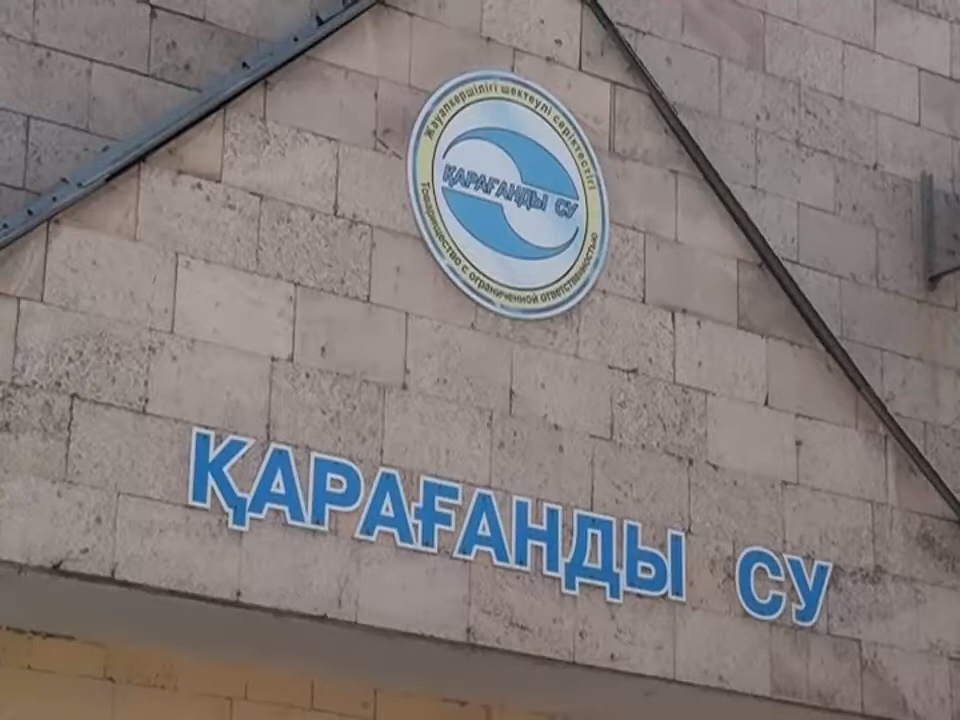 Жауапкершілігі шектеулі серіктестігі
ҚАРАҒАНДЫ СУ
Товарищество с ограниченной ответственностью
ҚАРАҒАНДЫ СУ